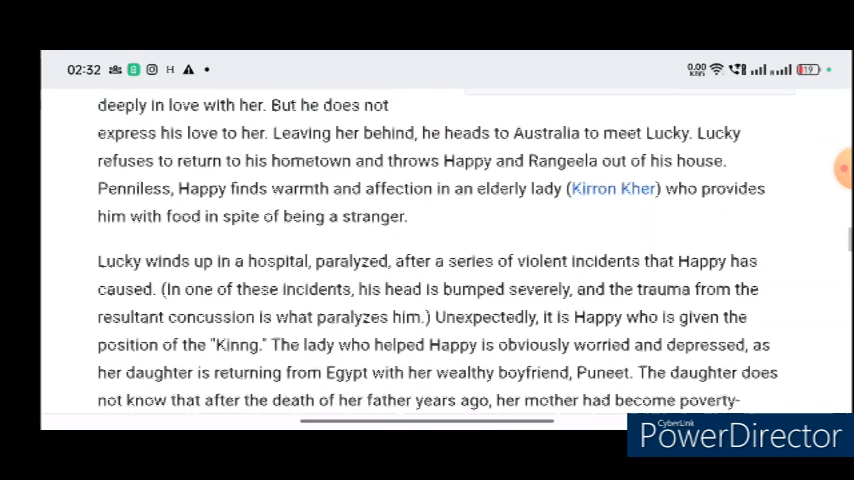 02:32 H
0.00 KB/S 19
deeply in love with her. But he does not
express his love to her. Leaving her behind, he heads to Australia to meet Lucky. Lucky
refuses to return to his hometown and throws Happy and Rangeela out of his house.
Penniless, Happy finds warmth and affection in an elderly lady (Kirron Kher) who provides
him with food in spite of being a stranger.
Lucky winds up in a hospital, paralyzed, after a series of violent incidents that Happy has
caused. (In one of these incidents, his head is bumped severely, and the trauma from the
resultant concussion is what paralyzes him.) Unexpectedly, it is Happy who is given the
position of the "Kinng." The lady who helped Happy is obviously worried and depressed, as
her daughter is returning from Egypt with her wealthy boyfriend, Puneet. The daughter does
not know that after the death of her father years ago, her mother had become poverty-
CyberLink
PowerDirector